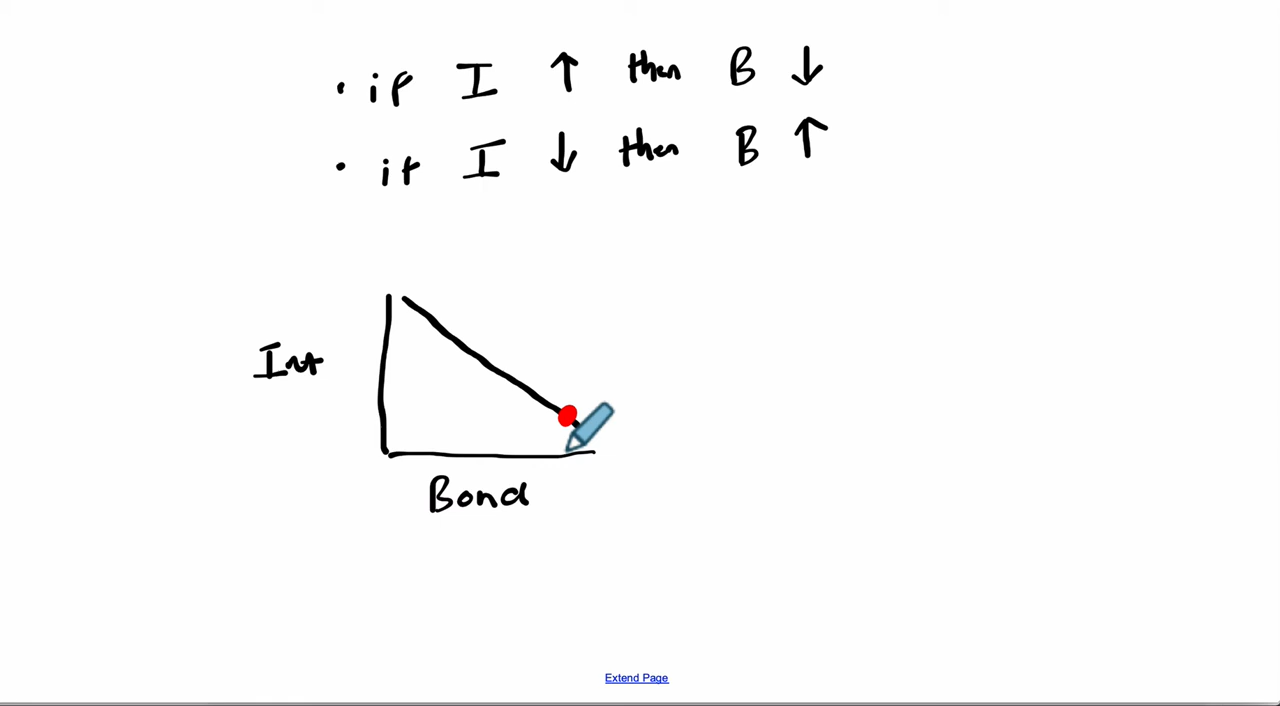 • if I ↑ then B ↓
• if I ↓ then B ↑
Int
Bond
Extend Page